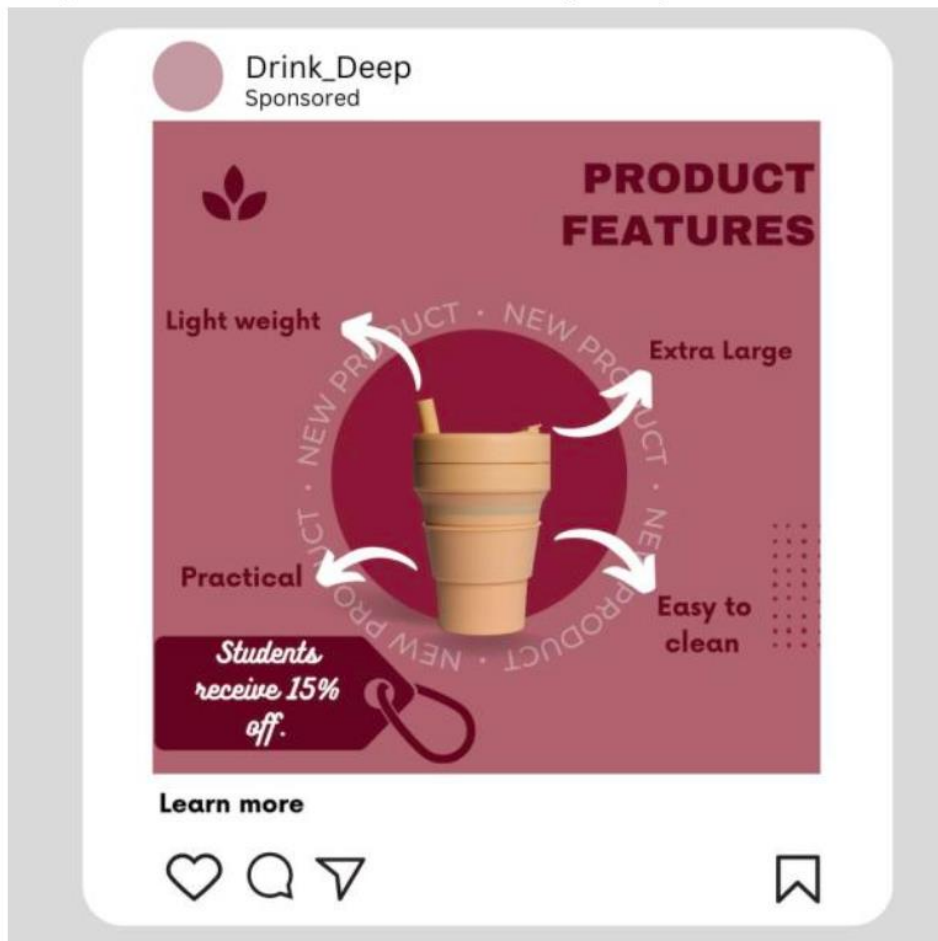 Drink_Deep
Sponsored
PRODUCT
FEATURES
Light weight
Extra Large
NEW PRODUCT · NEW PRODUCT · NEW PRODUCT · NEW PRODUCT ·
Practical
Easy to
clean
Students
receive 15%
off.
Learn more